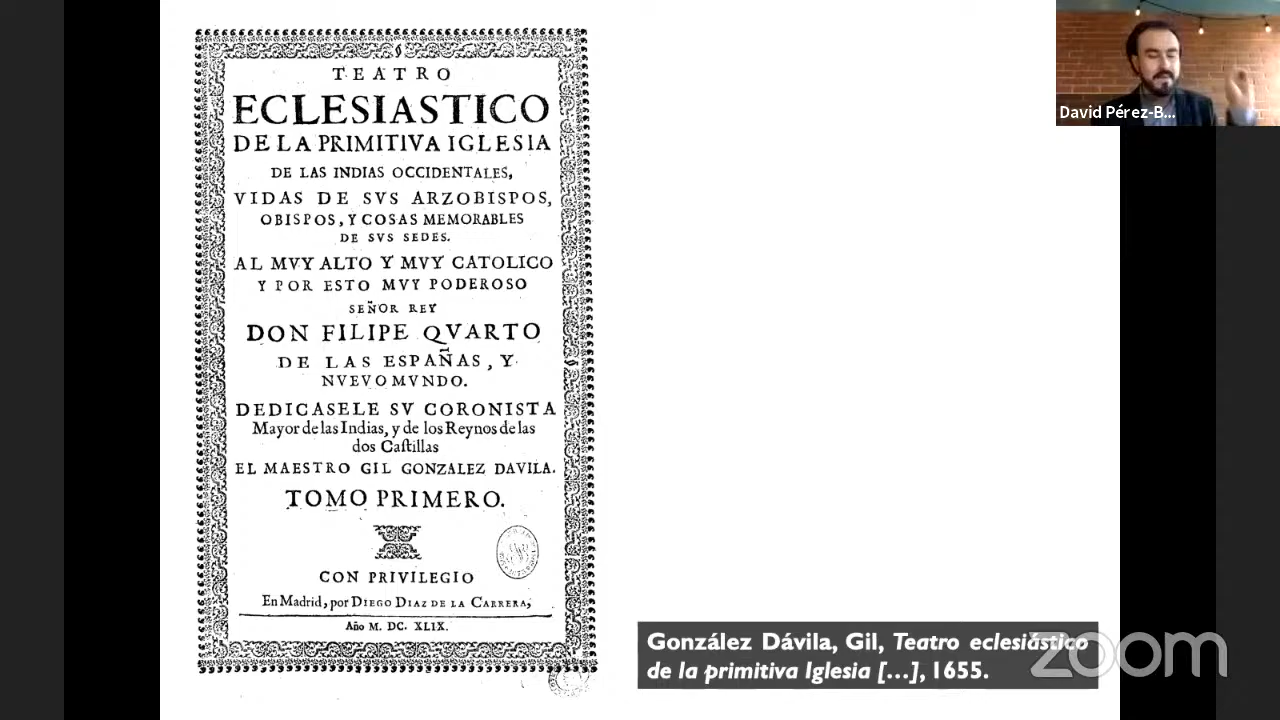 TEATRO
ECLESIASTICO
DE LA PRIMITIVA IGLESIA
DE LAS INDIAS OCCIDENTALES,
VIDAS DE SVS ARZOBISPOS,
OBISPOS, Y COSAS MEMORABLES
DE SVS SEDES.
AL MVY ALTO Y MVY CATOLICO
Y POR ESTO MVY PODEROSO
SEÑOR REY
DON FILIPE QVARTO
DE LAS ESPAÑAS, Y
NVEVO MVNDO.
DEDICASELE SV CORONISTA
Mayor de las Indias, y de los Reynos de las
dos Castillas
EL MAESTRO GIL GONZALEZ DAVILA.
TOMO PRIMERO.
CON PRIVILEGIO
En Madrid, por DIEGO DIAZ DE LA CARRERA,
Año M. DC. XLIX.
González Dávila, Gil, Teatro eclesiástico
de la primitiva Iglesia [...], 1655.
David Pérez-B...
zoom